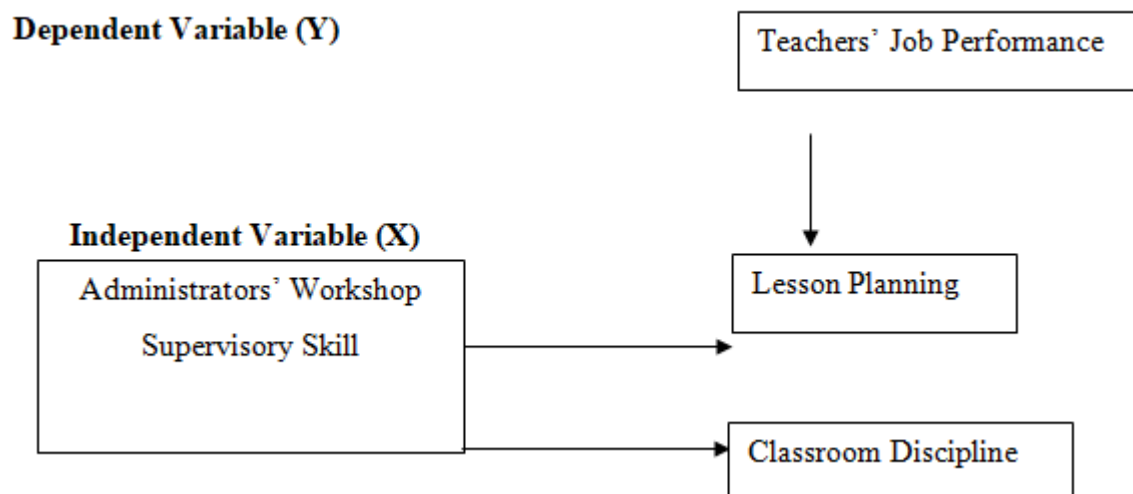 Dependent Variable (Y)
Teachers’ Job Performance
Independent Variable (X)
Administrators’ Workshop
Supervisory Skill
Lesson Planning
Classroom Discipline